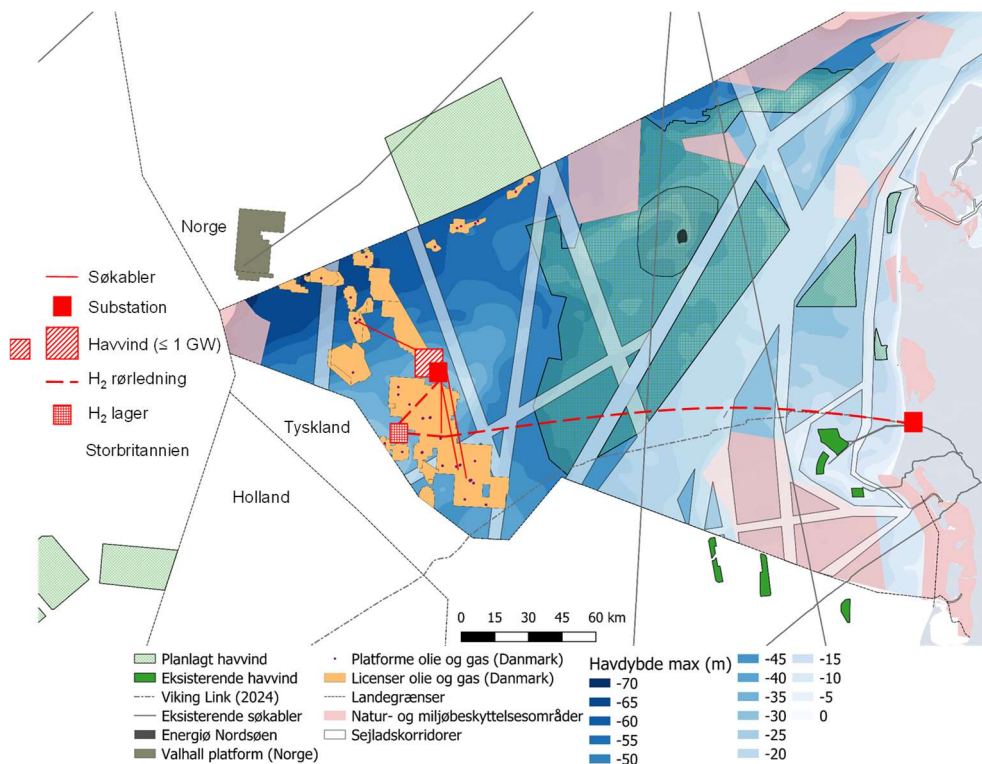 Norge
Søkabler
Substation
Havvind (≤ 1 GW)
H₂ rørledning
H₂ lager
Storbritannien
Tyskland
Holland
0 15 30 45 60 km
Planlagt havvind
Eksisterende havvind
Viking Link (2024)
Eksisterende søkabler
Energiø Nordsøen
Valhall platform (Norge)
Platforme olie og gas (Danmark)
Licenser olie og gas (Danmark)
Landegrænser
Natur- og miljøbeskyttelsesområder
Sejladskorridorer
Havdybde max (m)
-70
-65
-60
-55
-50
-45
-40
-35
-30
-25
-20
-15
-10
-5
0